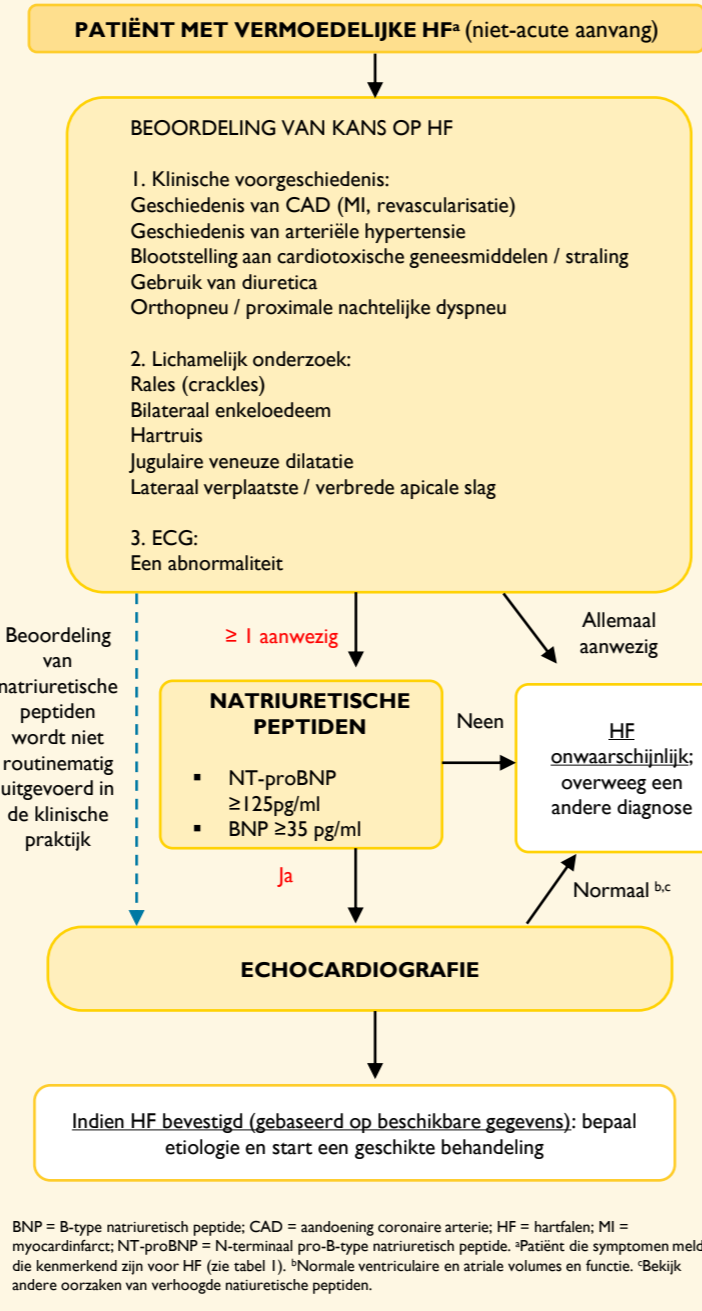 PATIËNT MET VERMOEDELIJKE HFᵃ (niet-acute aanvang)
BEOORDELING VAN KANS OP HF
1. Klinische voorgeschiedenis:
Geschiedenis van CAD (MI, revascularisatie)
Geschiedenis van arteriële hypertensie
Blootstelling aan cardiotoxische geneesmiddelen / straling
Gebruik van diuretica
Orthopneu / proximale nachtelijke dyspneu
2. Lichamelijk onderzoek:
Rales (crackles)
Bilateraal enkeloedeem
Hartruis
Jugulaire veneuze dilatatie
Lateraal verplaatste / verbrede apicale slag
3. ECG:
Een abnormaliteit
Beoordeling
van
natriuretische
peptiden
wordt niet
routinematig
uitgevoerd in
de klinische
praktijk
≥ 1 aanwezig
Allemaal
aanwezig
NATRIURETISCHE
PEPTIDEN
▪ NT-proBNP
≥125pg/ml
▪ BNP ≥35 pg/ml
Neen
HF
onwaarschijnlijk;
overweeg een
andere diagnose
Ja
Normaal ᵇ,ᶜ
ECHOCARDIOGRAFIE
Indien HF bevestigd (gebaseerd op beschikbare gegevens): bepaal
etiologie en start een geschikte behandeling
BNP = B-type natriuretisch peptide; CAD = aandoening coronaire arterie; HF = hartfalen; MI =
myocardinfarct; NT-proBNP = N-terminaal pro-B-type natriuretisch peptide. ᵃPatiënt die symptomen meld
die kenmerkend zijn voor HF (zie tabel 1). ᵇNormale ventriculaire en atriale volumes en functie. ᶜBekijk
andere oorzaken van verhoogde natiuretische peptiden.